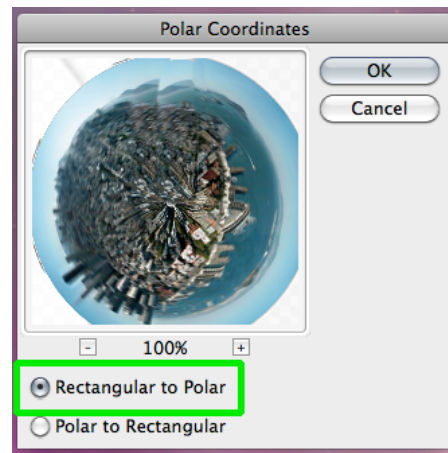 Polar Coordinates
OK
Cancel
- 100% +
Rectangular to Polar
Polar to Rectangular